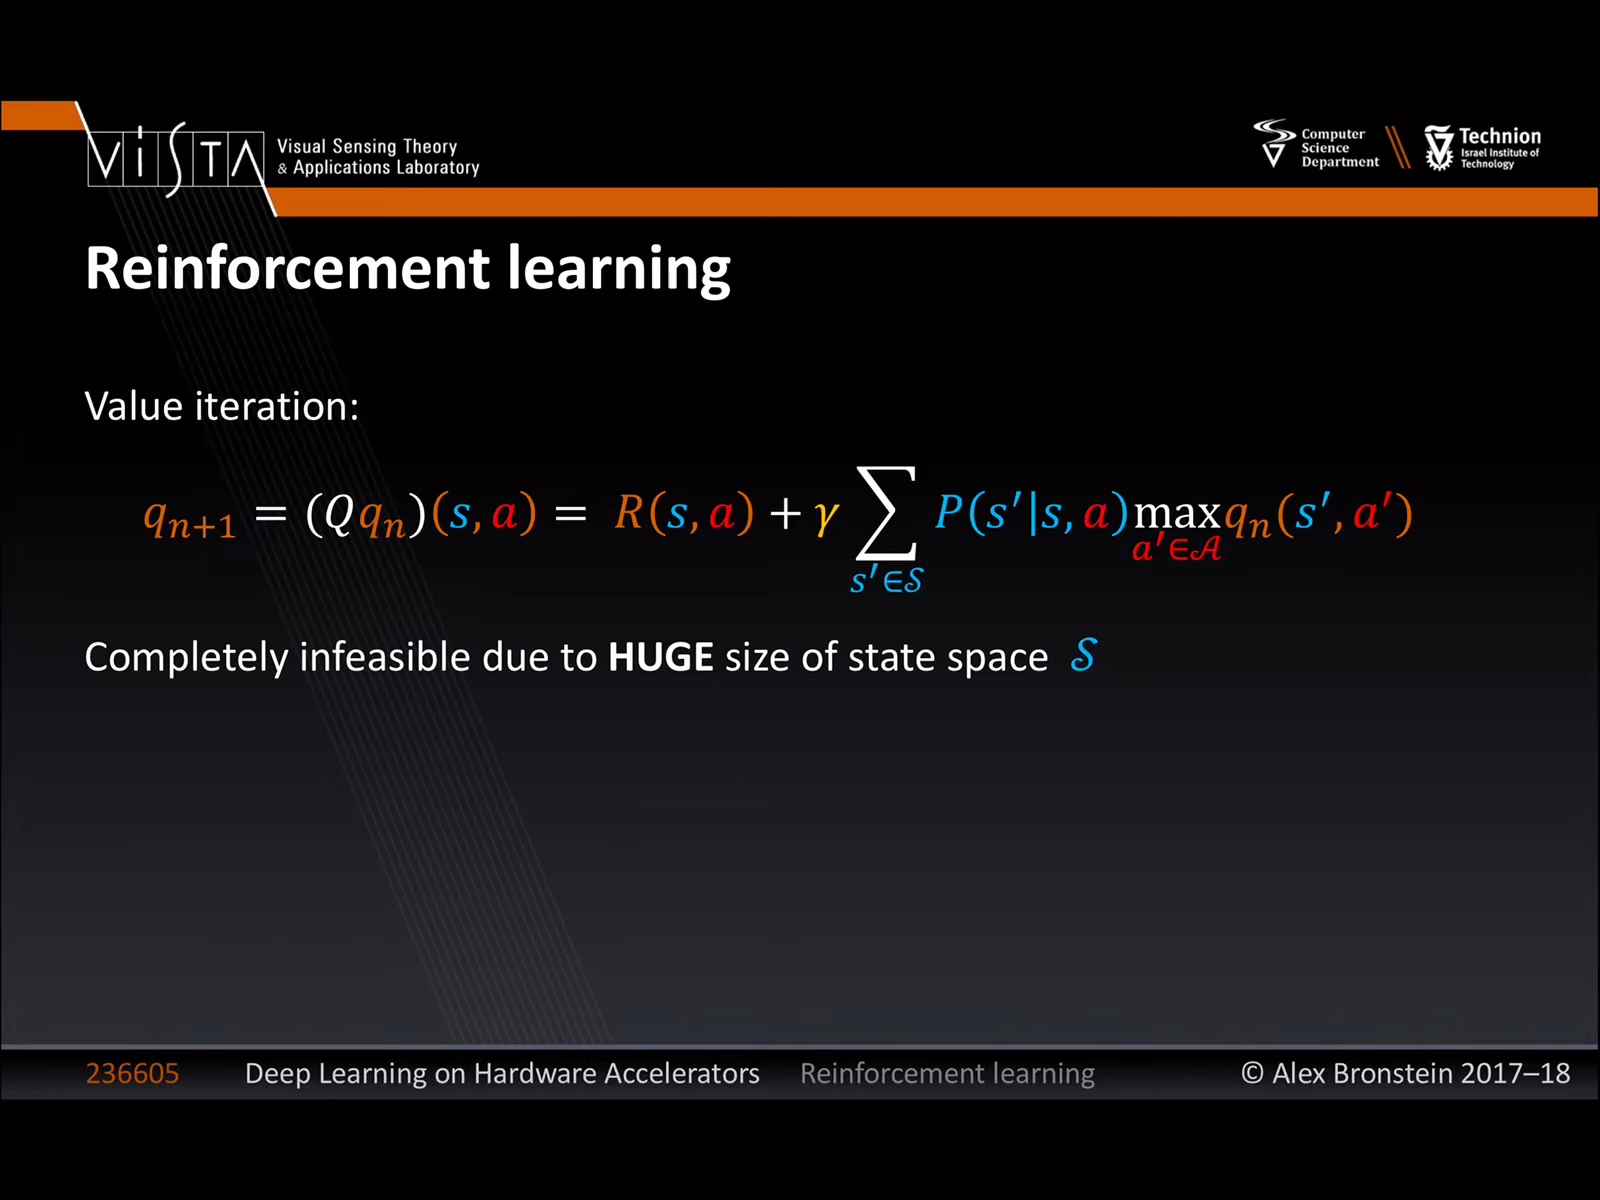 ViSTA Visual Sensing Theory
& Applications Laboratory
Computer
Science
Department
Technion
Israel Institute of
Technology
Reinforcement learning
Value iteration:
qₙ₊₁ = (Qqₙ)(s, a) = R(s, a) + γ ∑ P(s′|s, a) max qₙ(s′, a′)
s′∈𝒮 a′∈𝒜
Completely infeasible due to HUGE size of state space 𝒮
236605 Deep Learning on Hardware Accelerators Reinforcement learning © Alex Bronstein 2017–18